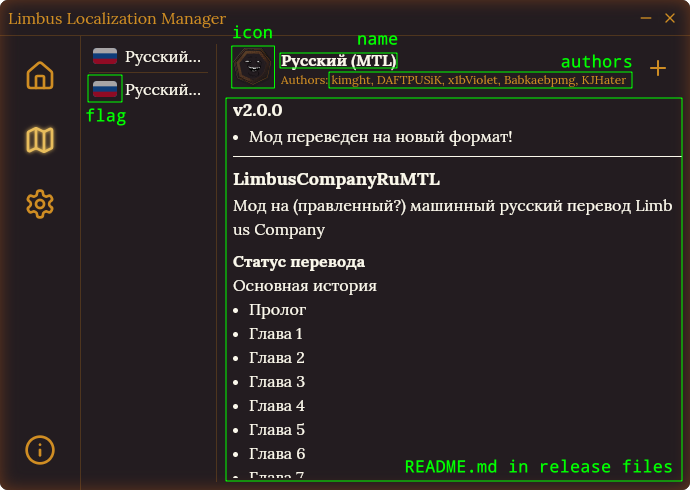 Limbus Localization Manager
icon
name
authors
Русский...
Русский (MTL)
Authors: kimght, DAFTPUSiK, x1bViolet, Babkaebpmg, KJHater
Русский...
flag
v2.0.0
• Мод переведен на новый формат!
LimbusCompanyRuMTL
Мод на (правленный?) машинный русский перевод Limb
us Company
Статус перевода
Основная история
• Пролог
• Глава 1
• Глава 2
• Глава 3
• Глава 4
• Глава 5
• Глава 6
• Глава 7
README.md in release files